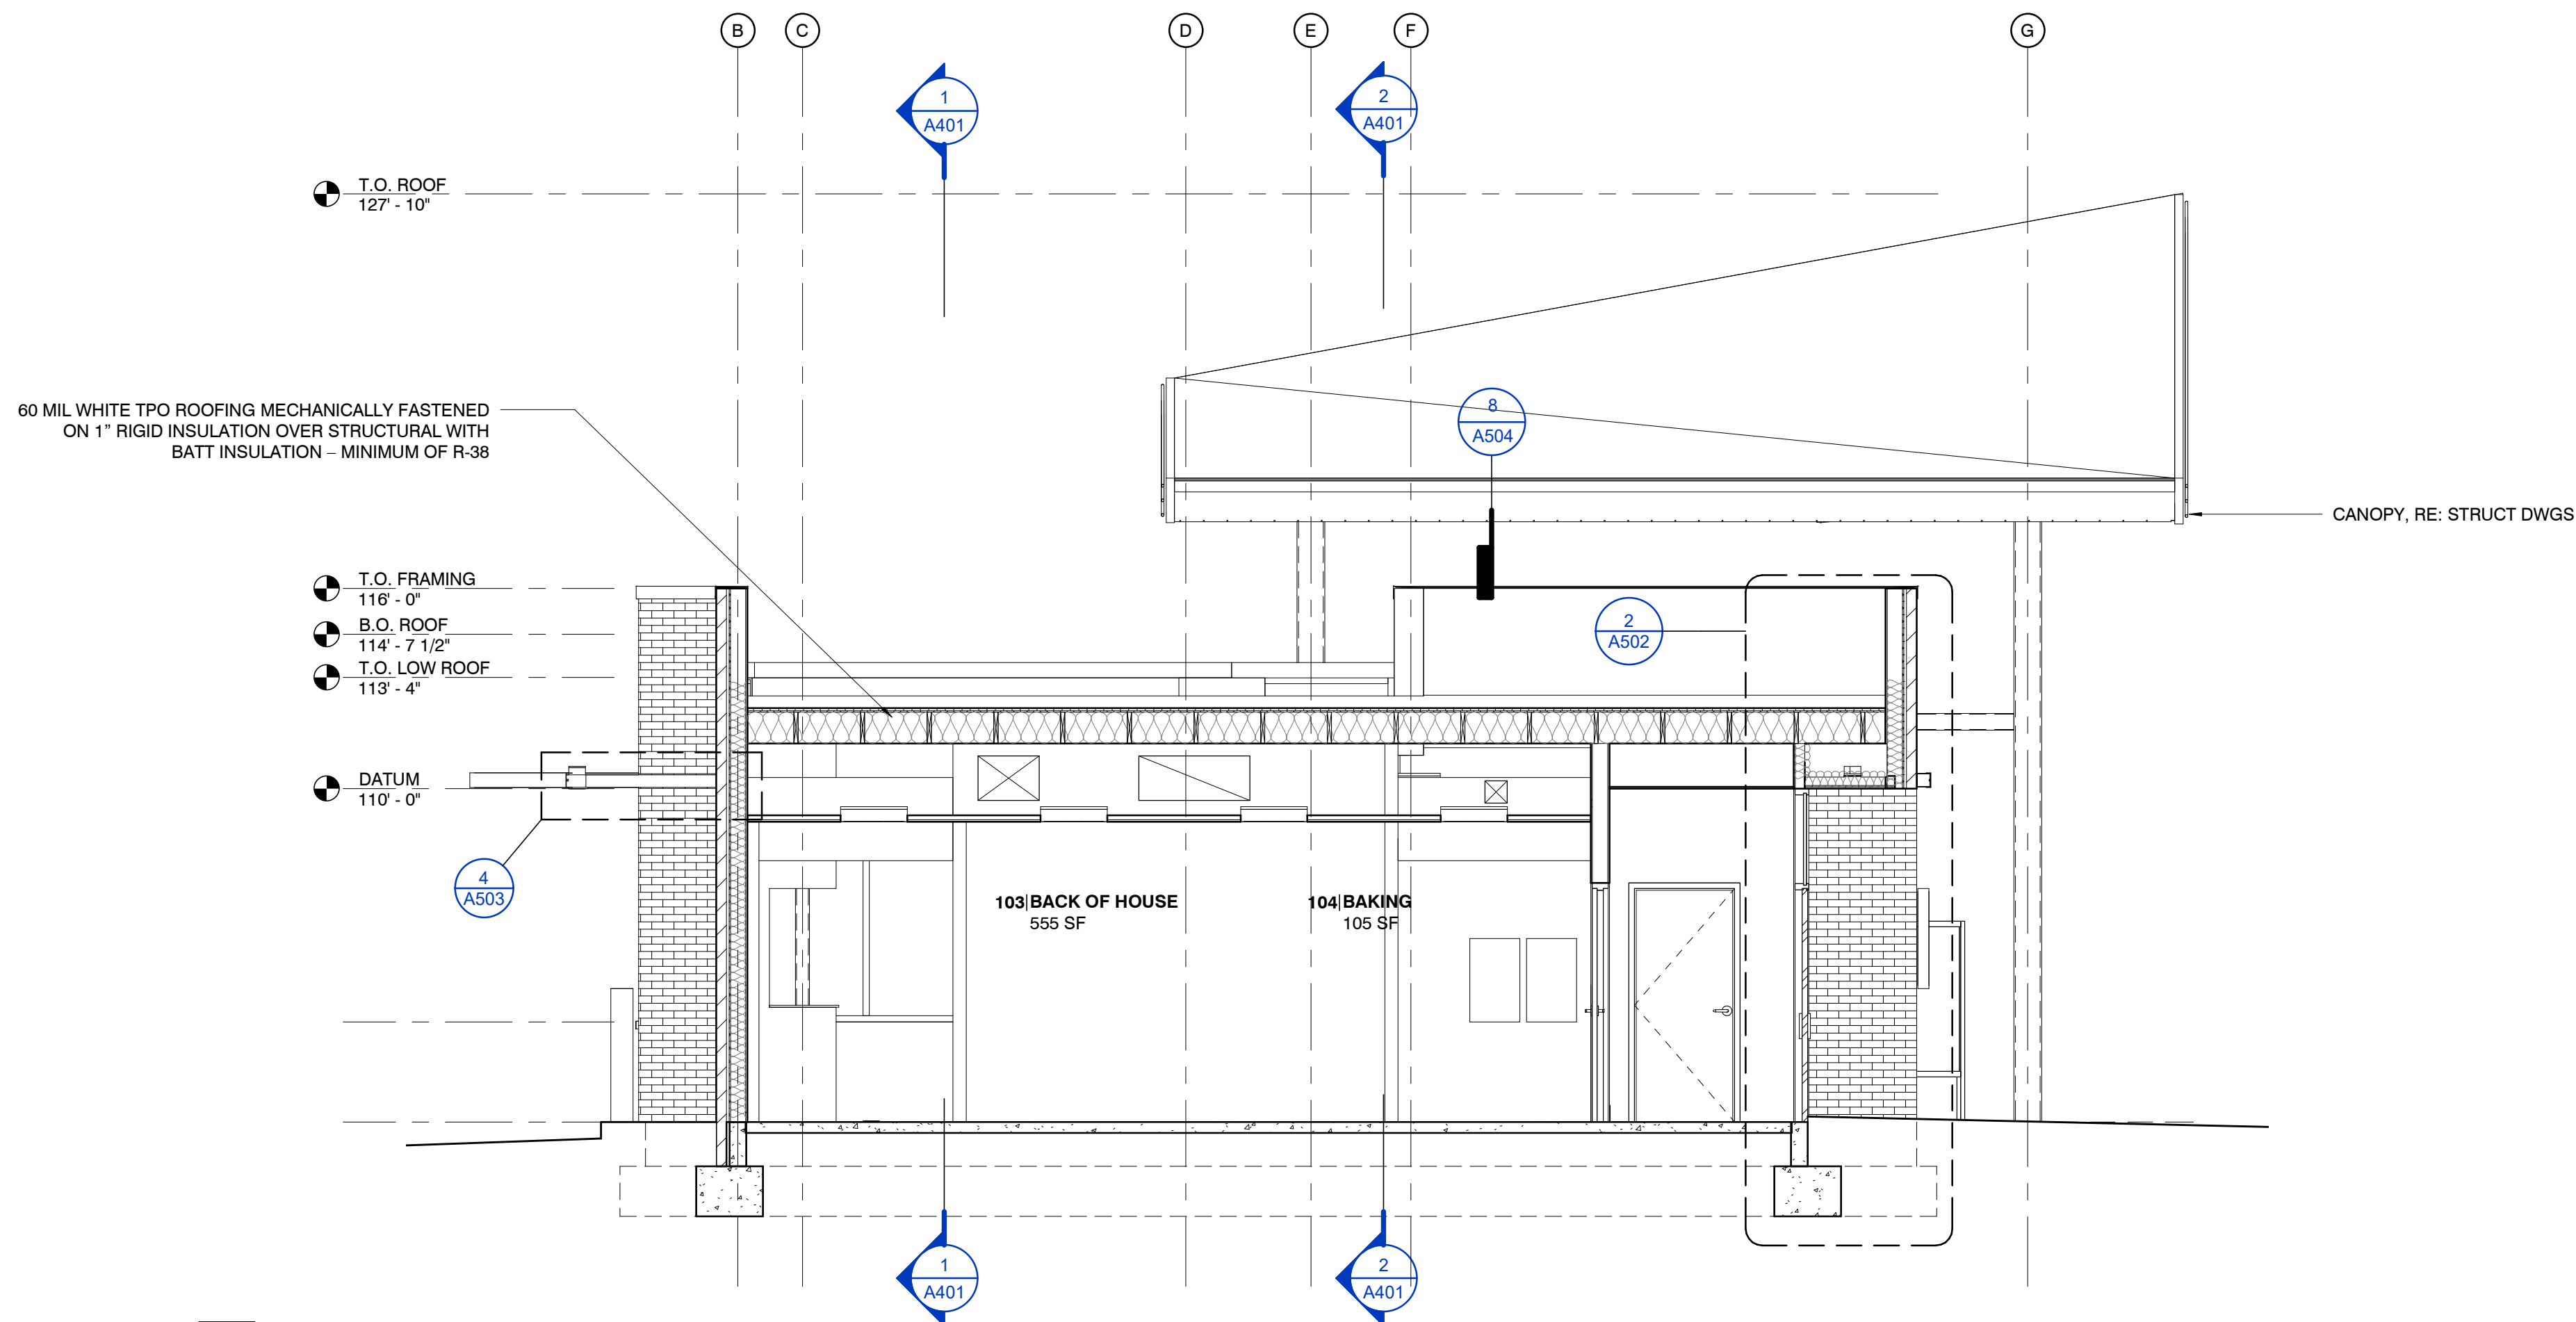 B
C
D
E
F
G
1
A401
2
A401
T.O. ROOF
127' - 10"
8
A504
60 MIL WHITE TPO ROOFING MECHANICALLY FASTENED
ON 1” RIGID INSULATION OVER STRUCTURAL WITH
BATT INSULATION – MINIMUM OF R-38
CANOPY, RE: STRUCT DWGS
T.O. FRAMING
116' - 0"
B.O. ROOF
114' - 7 1/2"
T.O. LOW ROOF
113' - 4"
2
A502
DATUM
110' - 0"
4
A503
103|BACK OF HOUSE
555 SF
104|BAKING
105 SF
1
A401
2
A401